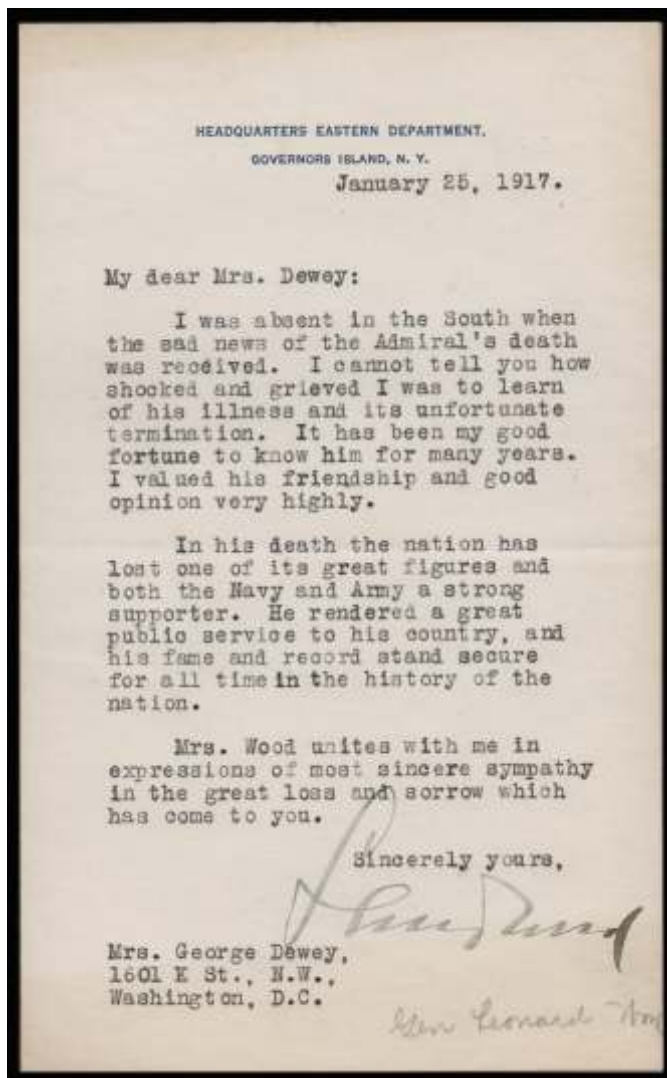 HEADQUARTERS EASTERN DEPARTMENT.
GOVERNORS ISLAND, N. Y.
January 25, 1917.
My dear Mrs. Dewey:
I was absent in the South when
the sad news of the Admiral's death
was received. I cannot tell you how
shocked and grieved I was to learn
of his illness and its unfortunate
termination. It has been my good
fortune to know him for many years.
I valued his friendship and good
opinion very highly.
In his death the nation has
lost one of its great figures and
both the Navy and Army a strong
supporter. He rendered a great
public service to his country, and
his fame and record stand secure
for all time in the history of the
nation.
Mrs. Wood unites with me in
expressions of most sincere sympathy
in the great loss and sorrow which
has come to you.
Sincerely yours,
Mrs. George Dewey,
1601 K St., N.W.,
Washington, D.C.
Gen Leonard